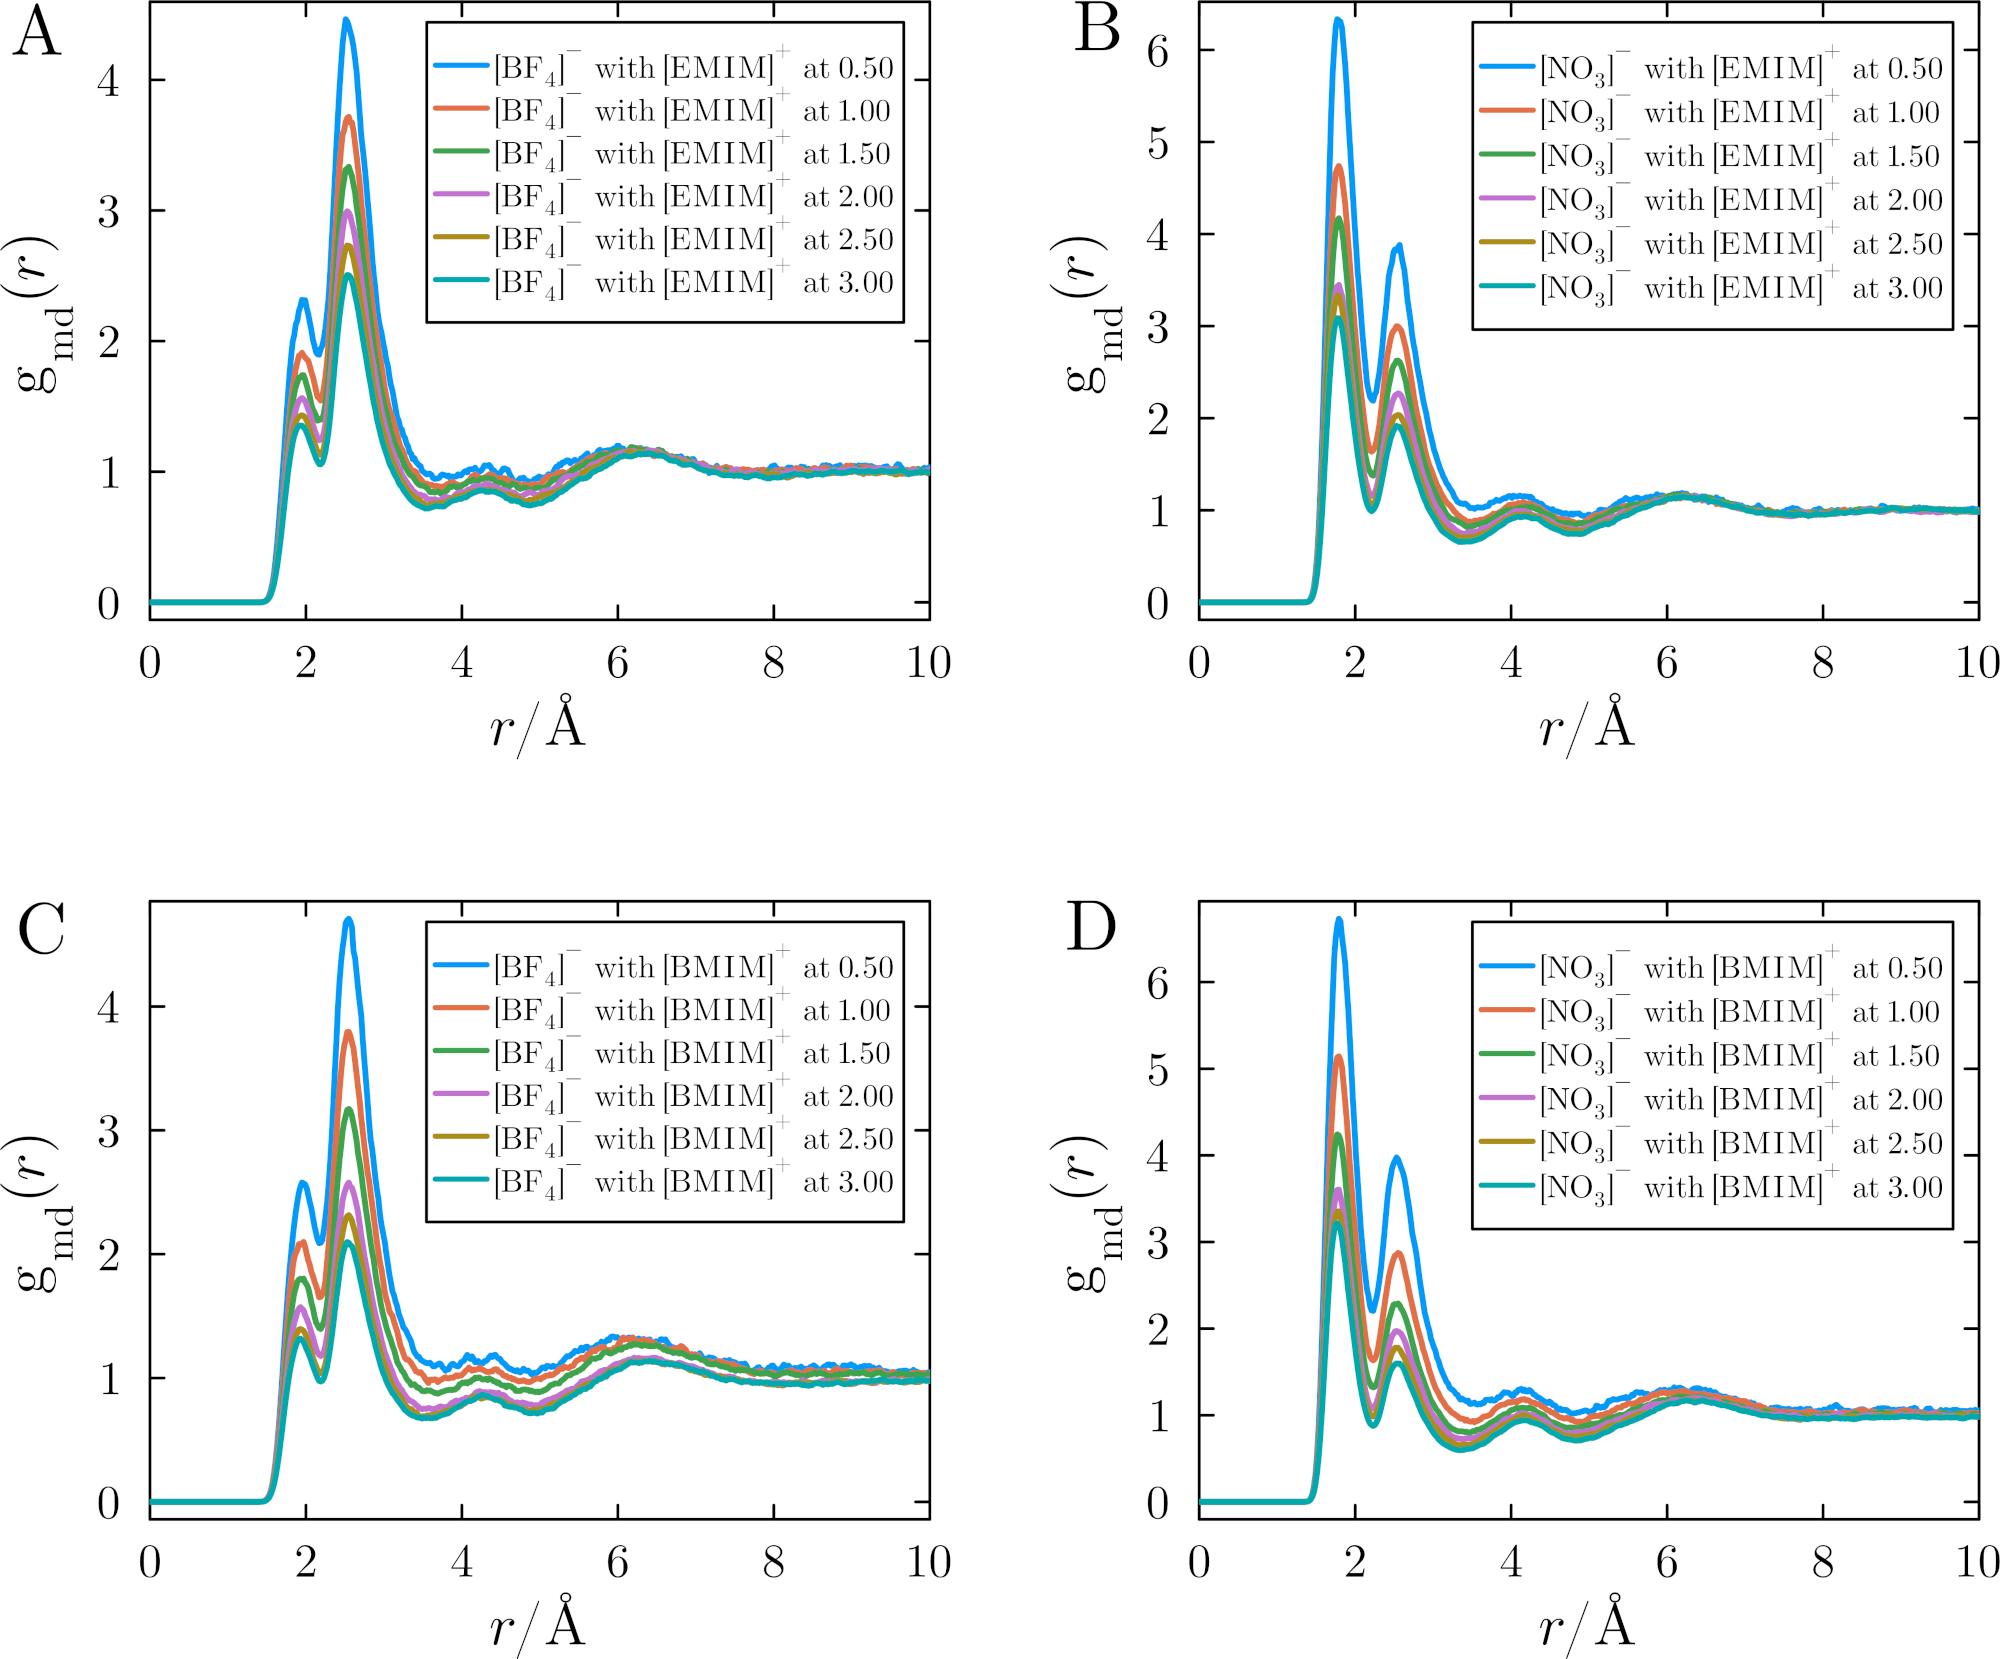 A
g_md(r)
4
3
2
1
0
[BF₄]⁻ with [EMIM]⁺ at 0.50
[BF₄]⁻ with [EMIM]⁺ at 1.00
[BF₄]⁻ with [EMIM]⁺ at 1.50
[BF₄]⁻ with [EMIM]⁺ at 2.00
[BF₄]⁻ with [EMIM]⁺ at 2.50
[BF₄]⁻ with [EMIM]⁺ at 3.00
0 2 4 6 8 10
r/Å
B
g_md(r)
6
5
4
3
2
1
0
[NO₃]⁻ with [EMIM]⁺ at 0.50
[NO₃]⁻ with [EMIM]⁺ at 1.00
[NO₃]⁻ with [EMIM]⁺ at 1.50
[NO₃]⁻ with [EMIM]⁺ at 2.00
[NO₃]⁻ with [EMIM]⁺ at 2.50
[NO₃]⁻ with [EMIM]⁺ at 3.00
0 2 4 6 8 10
r/Å
C
g_md(r)
4
3
2
1
0
[BF₄]⁻ with [BMIM]⁺ at 0.50
[BF₄]⁻ with [BMIM]⁺ at 1.00
[BF₄]⁻ with [BMIM]⁺ at 1.50
[BF₄]⁻ with [BMIM]⁺ at 2.00
[BF₄]⁻ with [BMIM]⁺ at 2.50
[BF₄]⁻ with [BMIM]⁺ at 3.00
0 2 4 6 8 10
r/Å
D
g_md(r)
6
5
4
3
2
1
0
[NO₃]⁻ with [BMIM]⁺ at 0.50
[NO₃]⁻ with [BMIM]⁺ at 1.00
[NO₃]⁻ with [BMIM]⁺ at 1.50
[NO₃]⁻ with [BMIM]⁺ at 2.00
[NO₃]⁻ with [BMIM]⁺ at 2.50
[NO₃]⁻ with [BMIM]⁺ at 3.00
0 2 4 6 8 10
r/Å